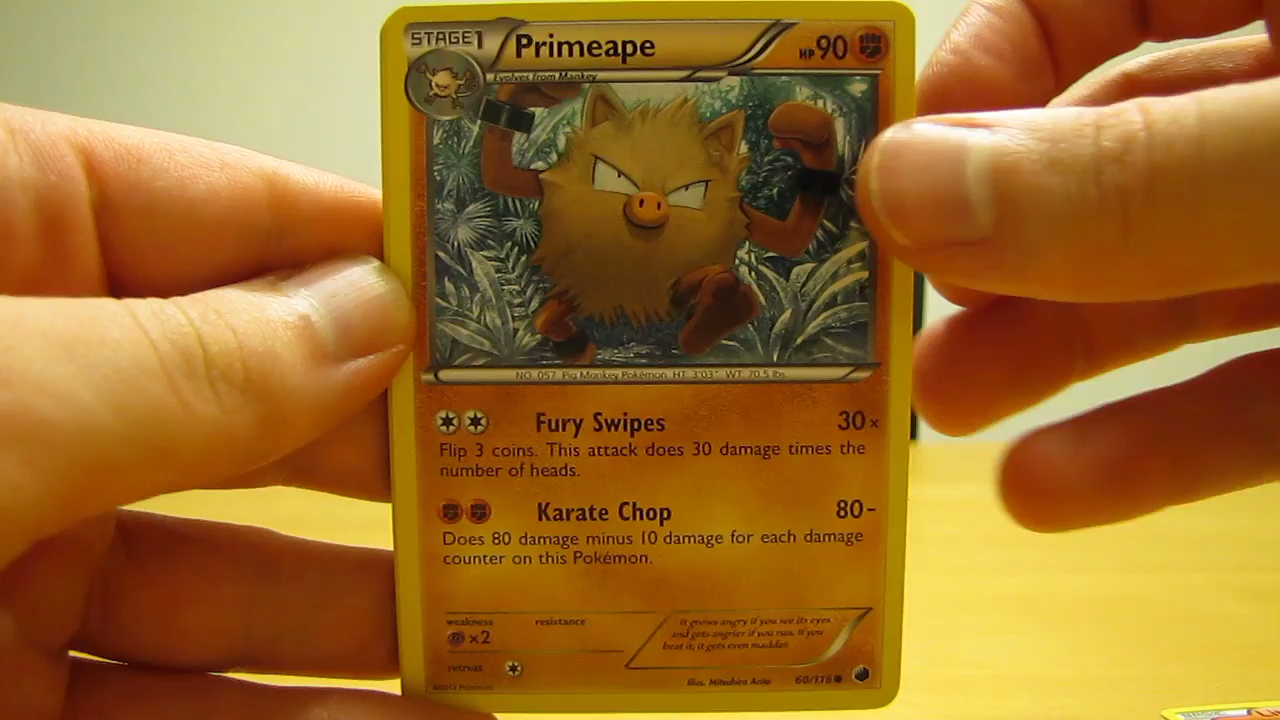 STAGE1 Primeape HP90
Evolves from Mankey
NO. 057 Pig Monkey Pokémon HT: 3'03" WT: 70.5 lbs.
Fury Swipes 30×
Flip 3 coins. This attack does 30 damage times the
number of heads.
Karate Chop 80-
Does 80 damage minus 10 damage for each damage
counter on this Pokémon.
weakness resistance
×2
It grows angry if you see its eyes
and gets angrier if you run. If you
beat it, it gets even madder.
retreat
Illus. Mitsuhiro Arita 60/116
©2013 Pokémon